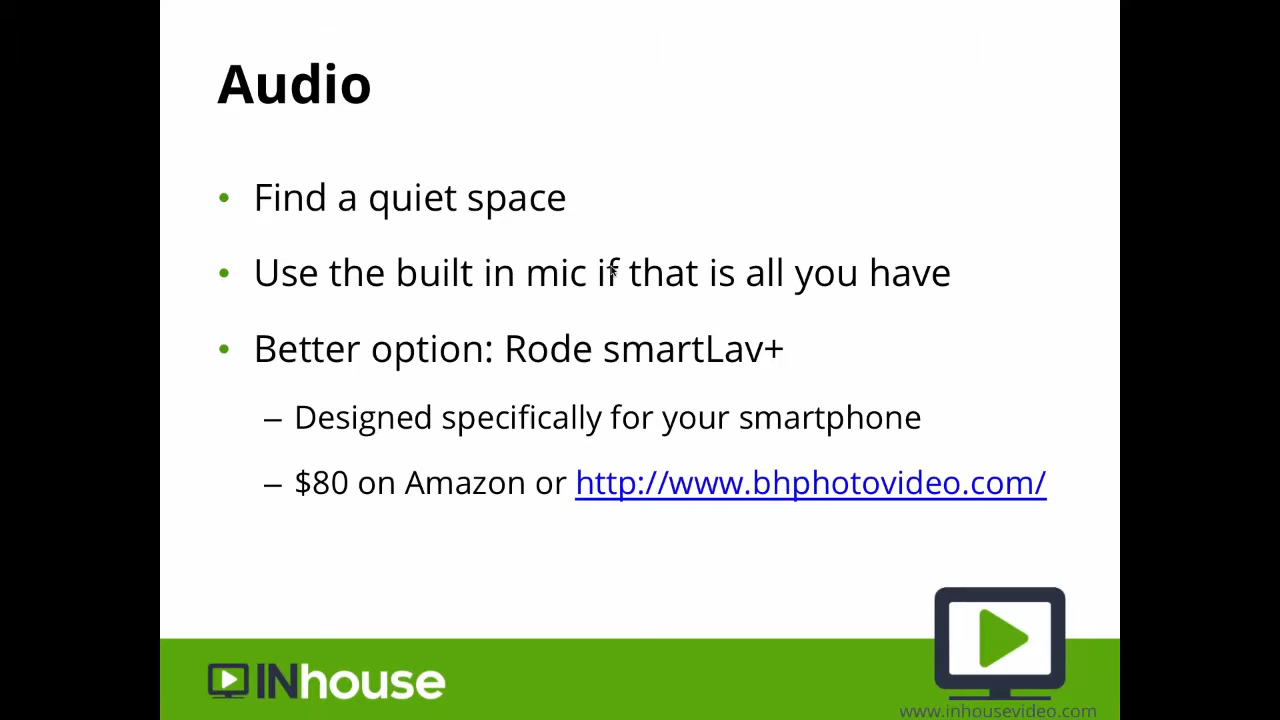 Audio
• Find a quiet space
• Use the built in mic if that is all you have
• Better option: Rode smartLav+
– Designed specifically for your smartphone
– $80 on Amazon or http://www.bhphotovideo.com/
INhouse
www.inhousevideo.com